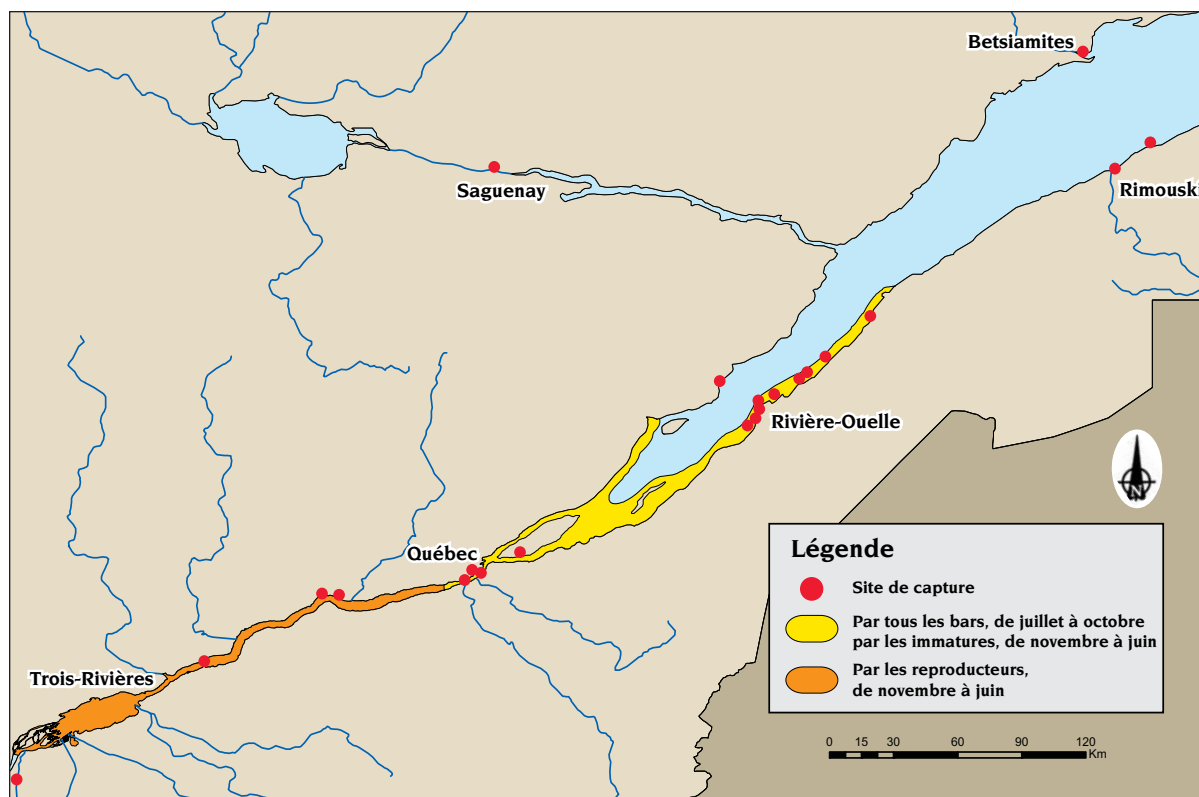 Betsiamites
Saguenay
Rimouski
Rivière-Ouelle
Québec
Trois-Rivières
N
Légende
Site de capture
Par tous les bars, de juillet à octobre
par les immatures, de novembre à juin
Par les reproducteurs,
de novembre à juin
0 15 30 60 90 120
Km